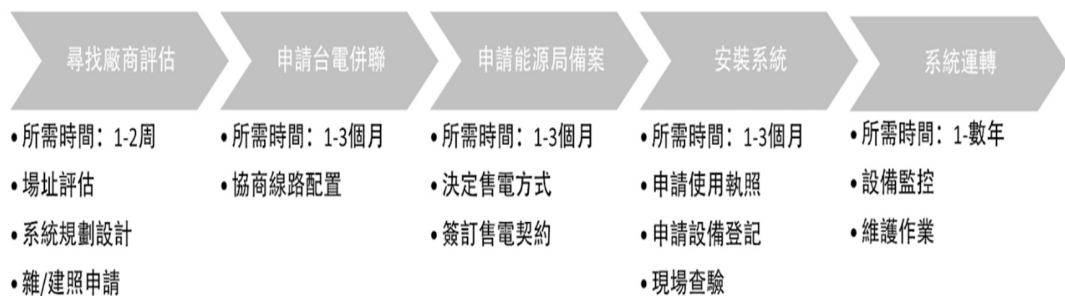 尋找廠商評估
• 所需時間：1-2周
• 場址評估
• 系統規劃設計
• 雜/建照申請
申請台電併聯
• 所需時間：1-3個月
• 協商線路配置
申請能源局備案
• 所需時間：1-3個月
• 決定售電方式
• 簽訂售電契約
安裝系統
• 所需時間：1-3個月
• 申請使用執照
• 申請設備登記
• 現場查驗
系統運轉
• 所需時間：1-數年
• 設備監控
• 維護作業